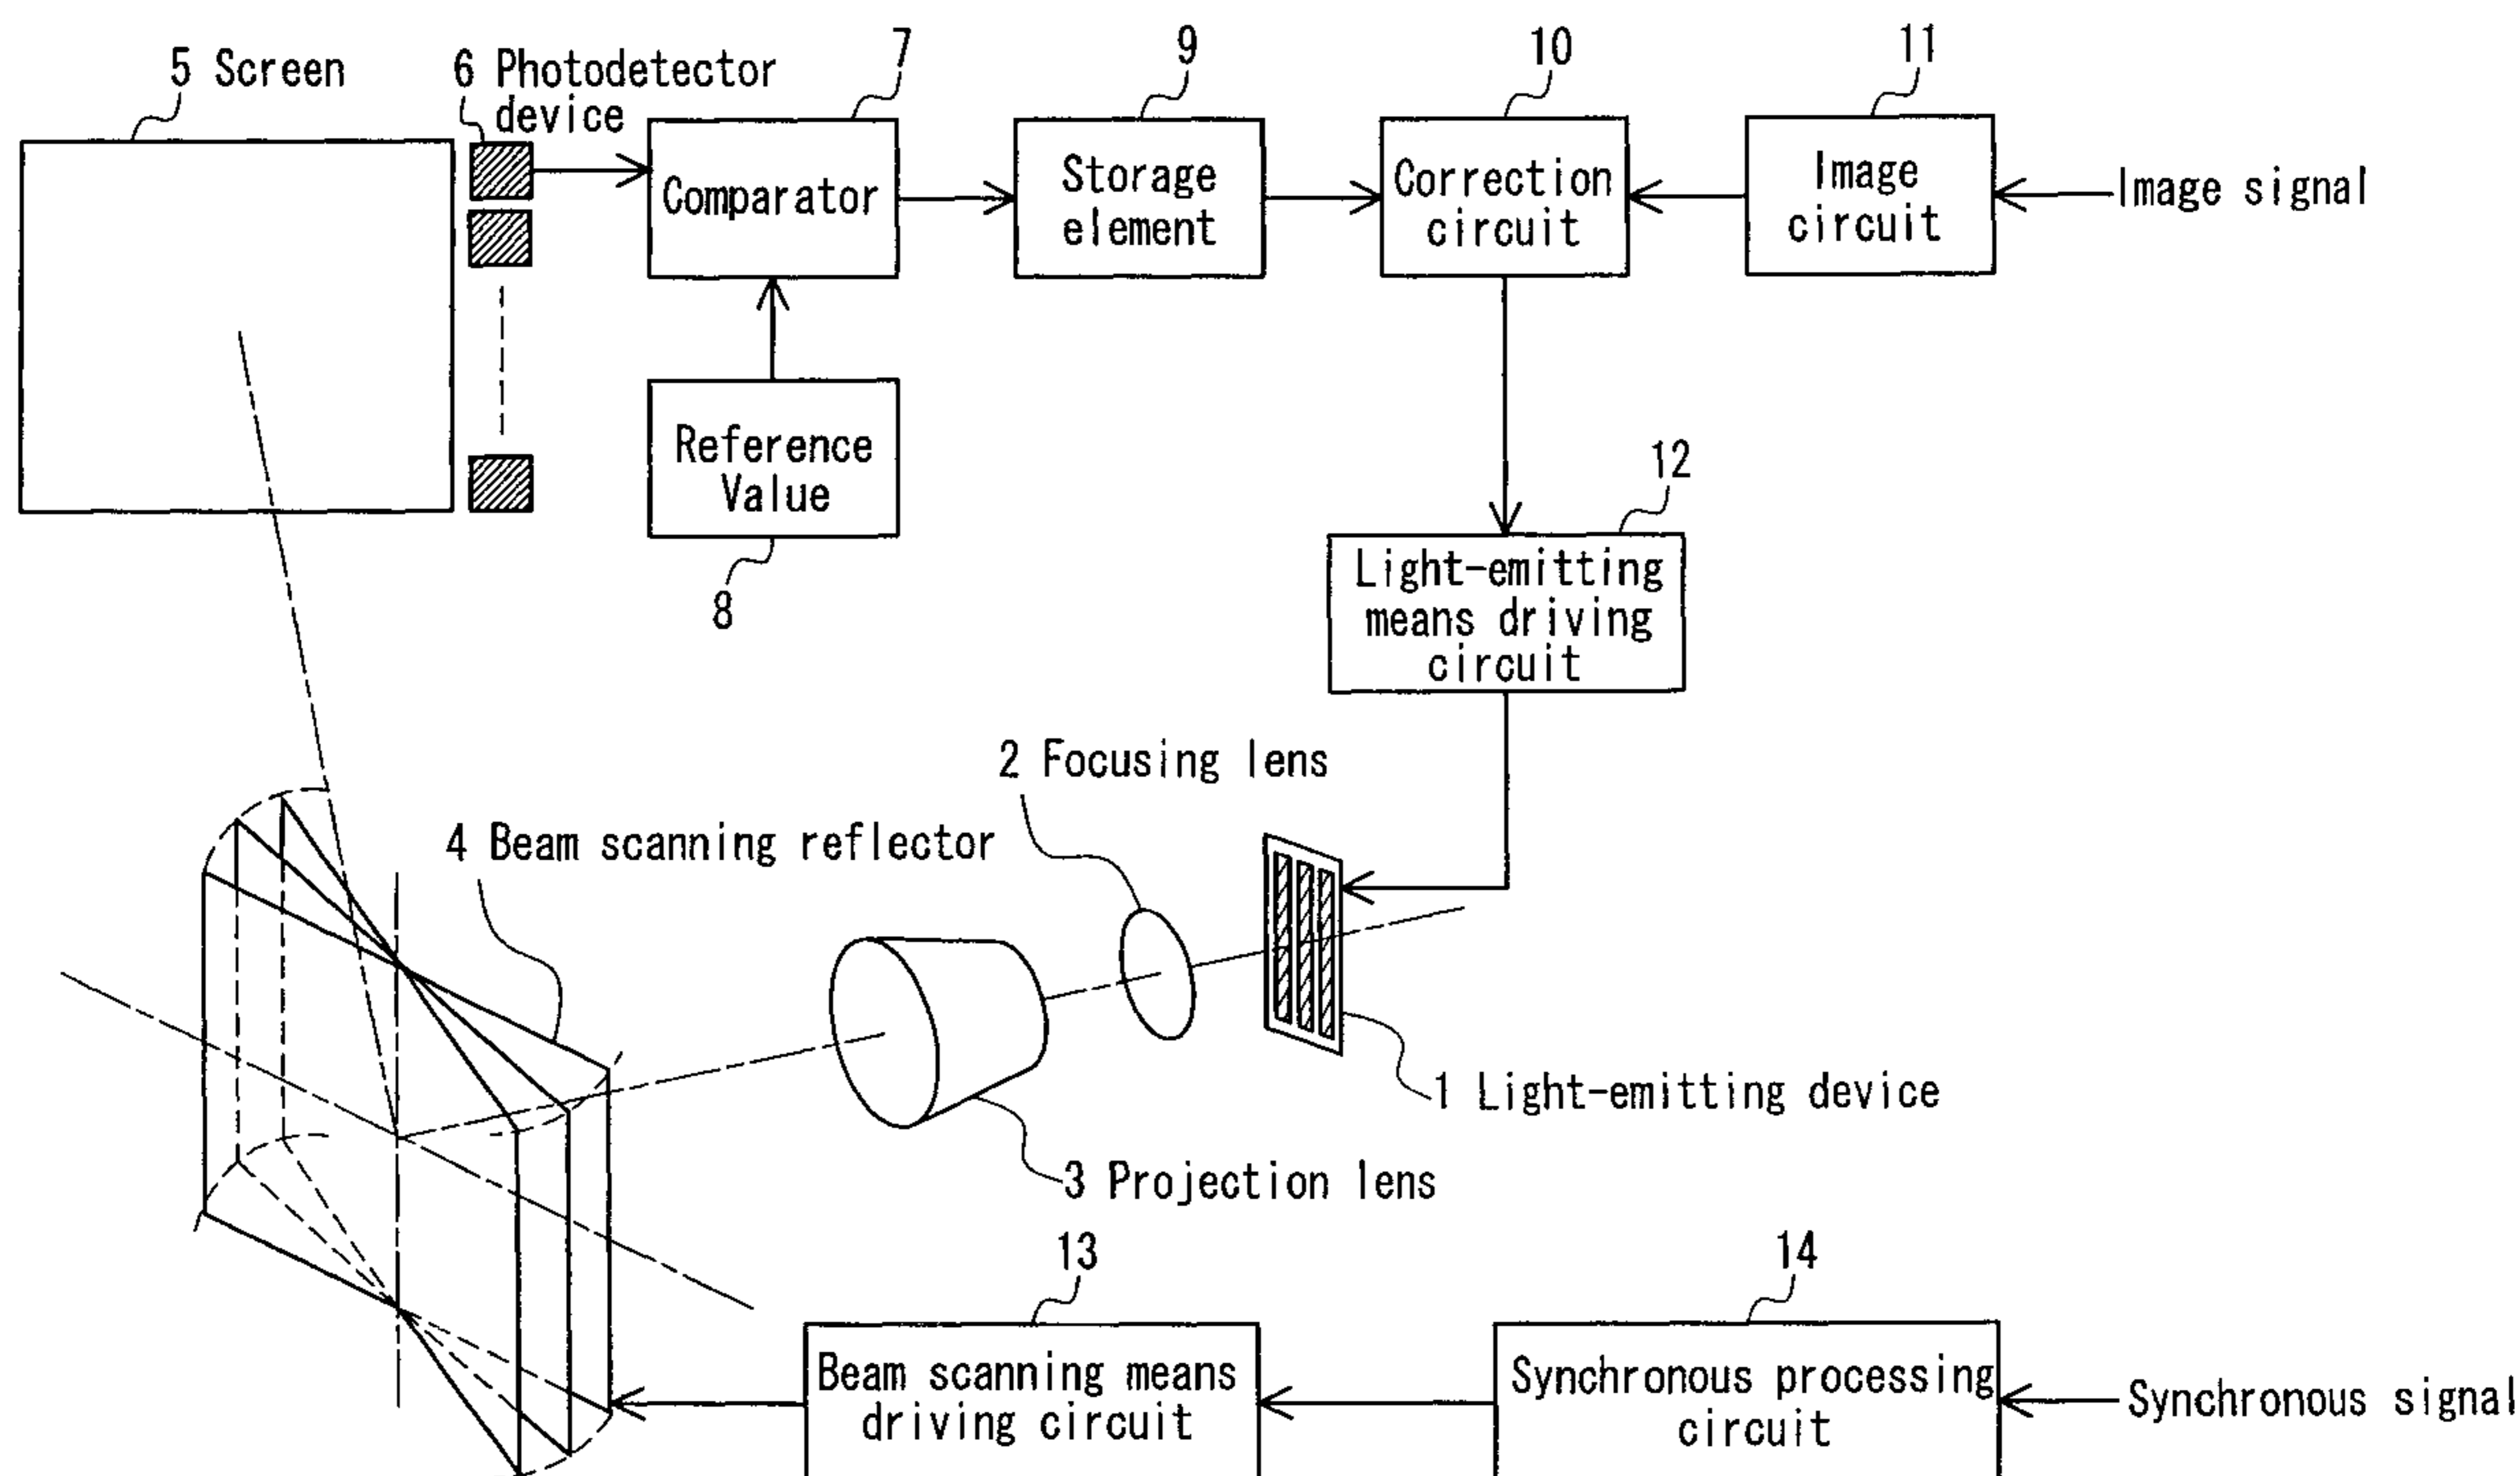 5 Screen
6 Photodetector
device
7
9
10
11
Comparator
Storage
element
Correction
circuit
Image
circuit
Image signal
Reference
Value
8
12
Light-emitting
means driving
circuit
2 Focusing lens
4 Beam scanning reflector
1 Light-emitting device
3 Projection lens
13
14
Beam scanning means
driving circuit
Synchronous processing
circuit
Synchronous signal